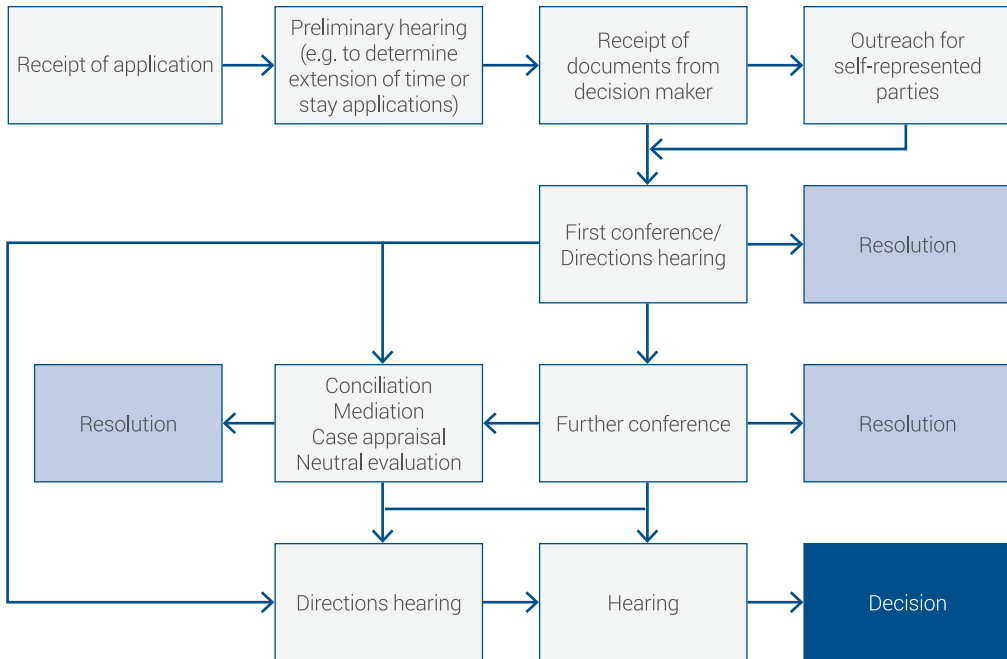 Receipt of application
Preliminary hearing
(e.g. to determine
extension of time or
stay applications)
Receipt of
documents from
decision maker
Outreach for
self-represented
parties
First conference/
Directions hearing
Resolution
Resolution
Conciliation
Mediation
Case appraisal
Neutral evaluation
Further conference
Resolution
Directions hearing
Hearing
Decision